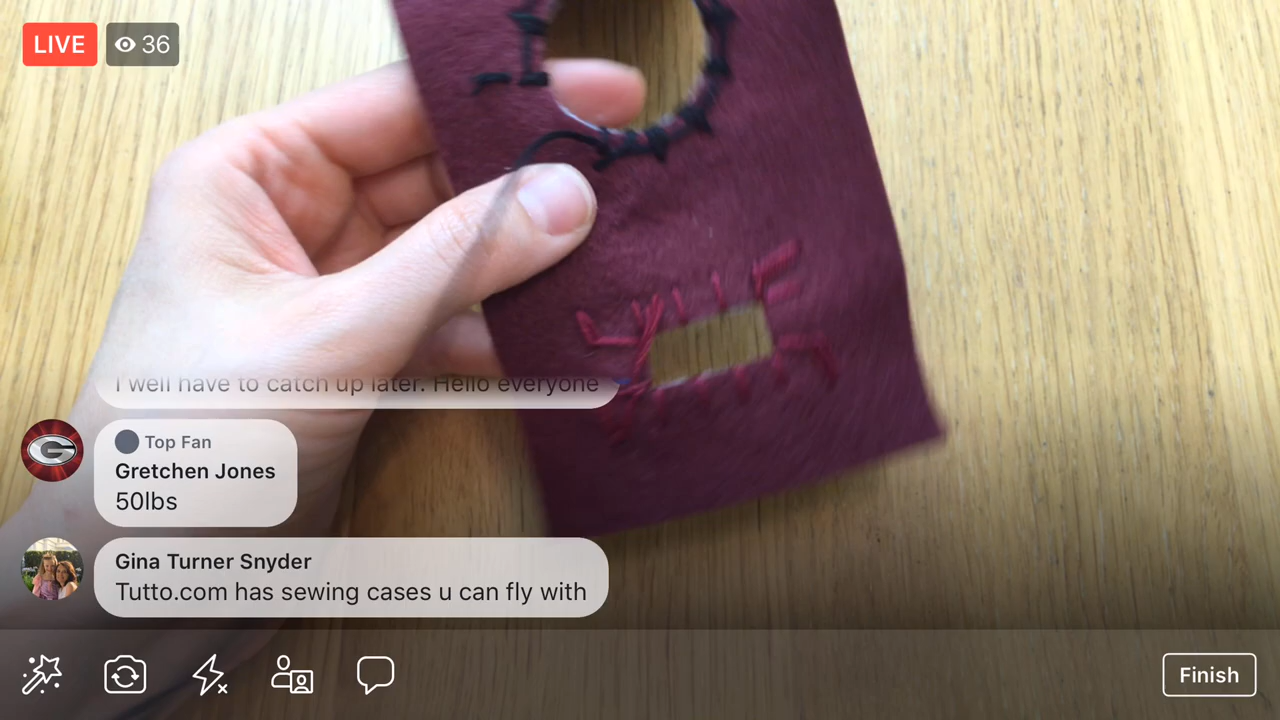 LIVE
36
I well have to catch up later. Hello everyone
Top Fan
Gretchen Jones
50lbs
Gina Turner Snyder
Tutto.com has sewing cases u can fly with
Finish